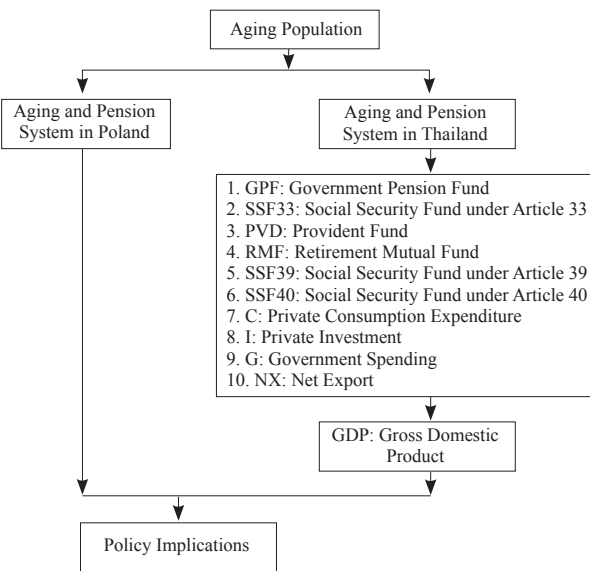 Aging Population
Aging and Pension
System in Poland
Aging and Pension
System in Thailand
1. GPF: Government Pension Fund
2. SSF33: Social Security Fund under Article 33
3. PVD: Provident Fund
4. RMF: Retirement Mutual Fund
5. SSF39: Social Security Fund under Article 39
6. SSF40: Social Security Fund under Article 40
7. C: Private Consumption Expenditure
8. I: Private Investment
9. G: Government Spending
10. NX: Net Export
GDP: Gross Domestic
Product
Policy Implications